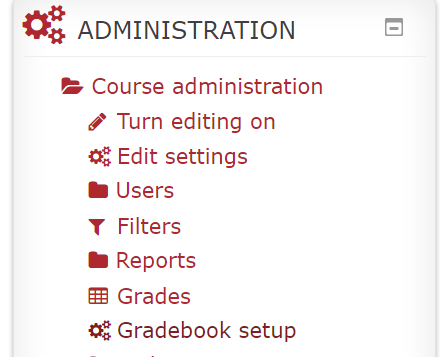 ADMINISTRATION
Course administration
Turn editing on
Edit settings
Users
Filters
Reports
Grades
Gradebook setup